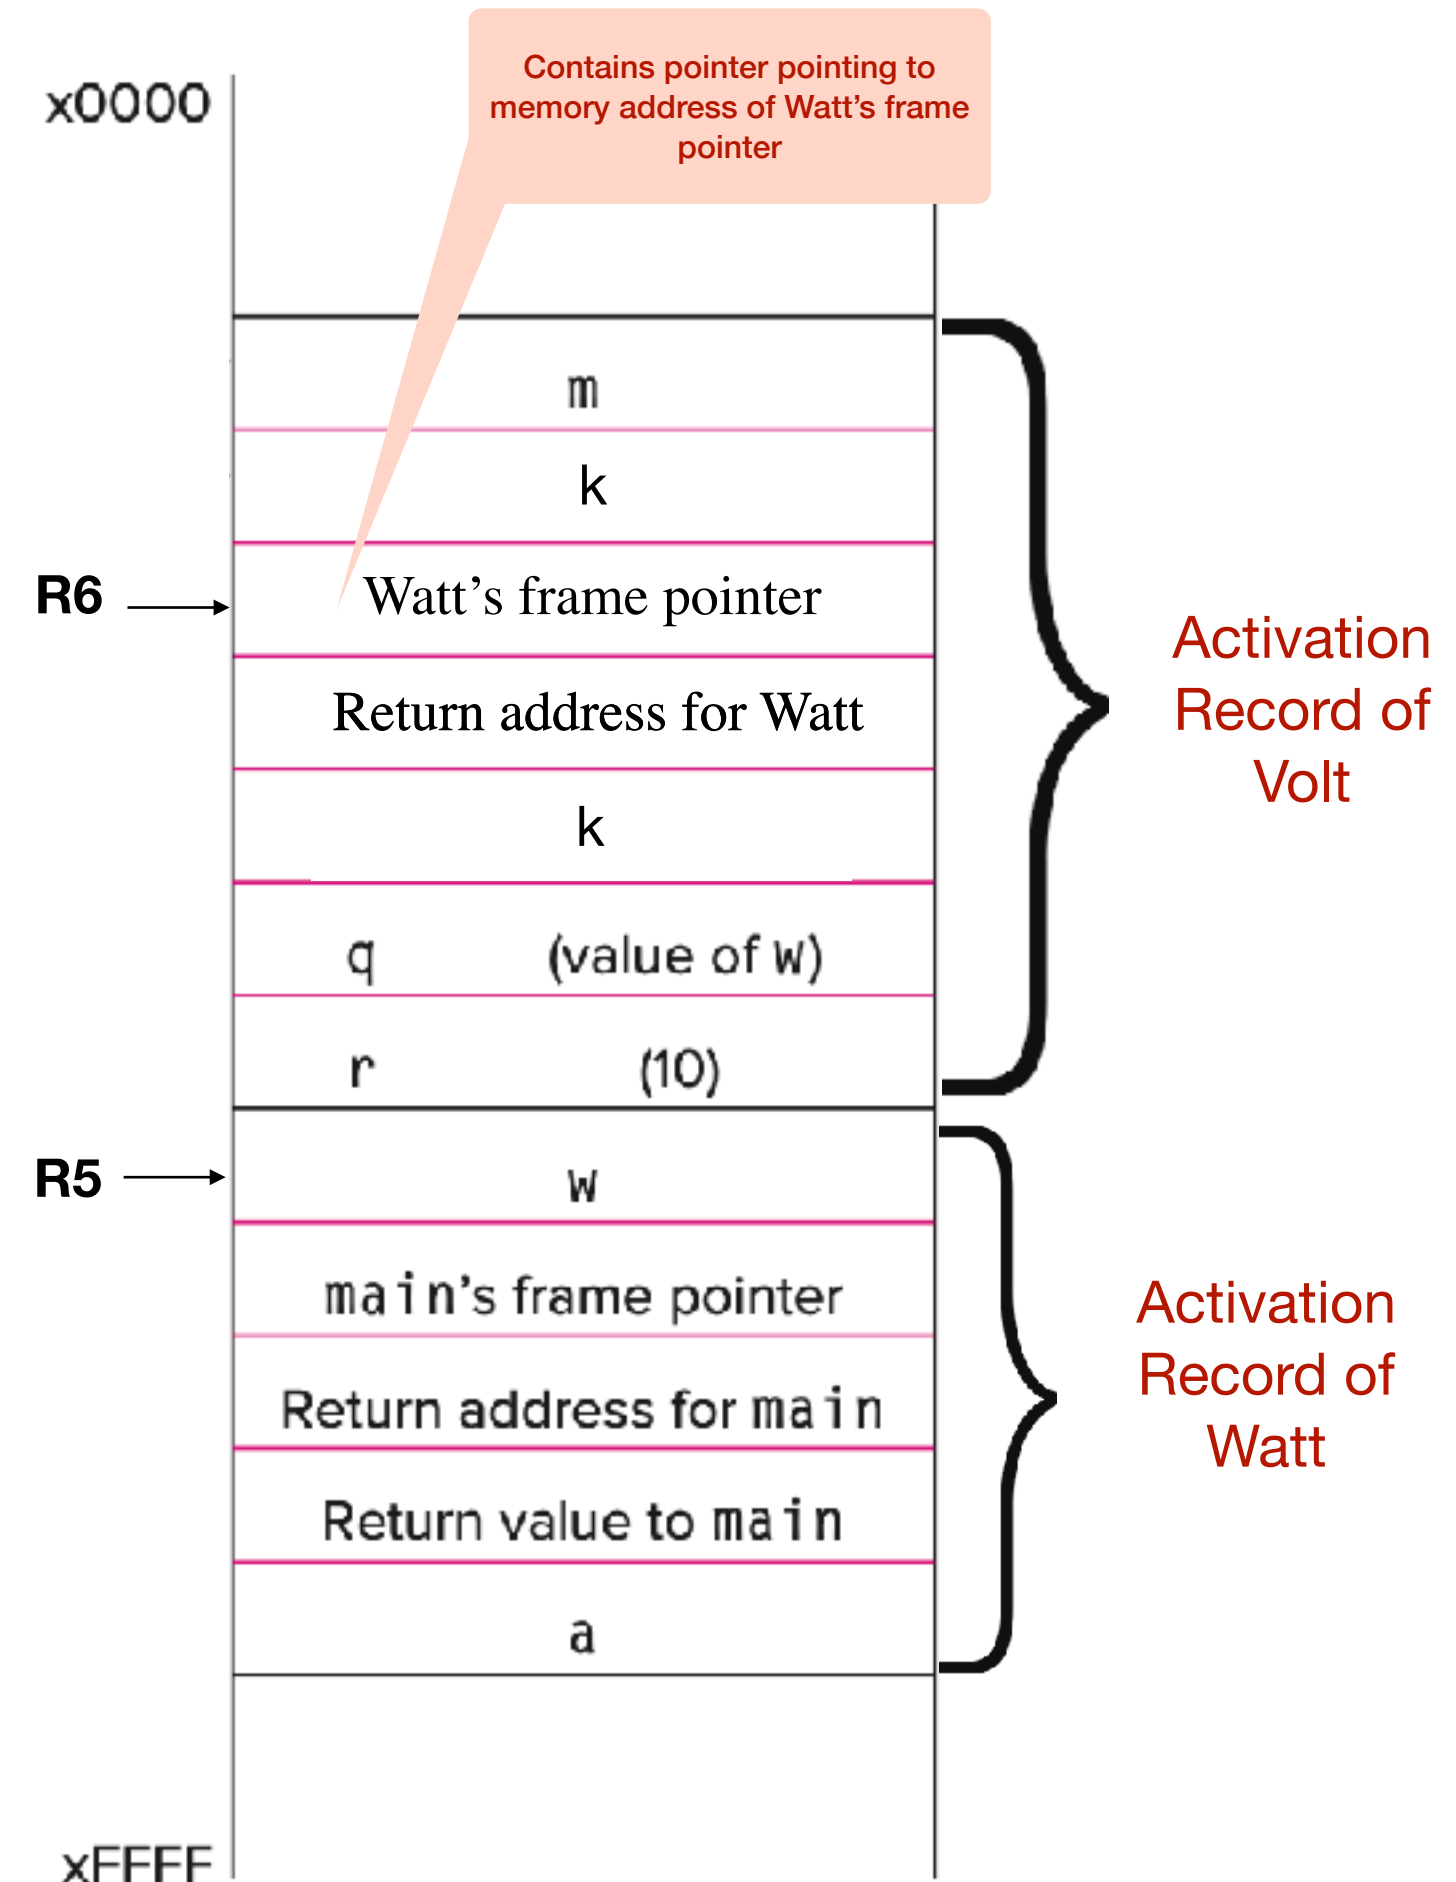 Contains pointer pointing to
memory address of Watt's frame
pointer
x0000
m
k
R6
Watt’s frame pointer
Return address for Watt
k
q (value of w)
r (10)
Activation
Record of
Volt
R5
w
main’s frame pointer
Return address for main
Return value to main
a
Activation
Record of
Watt
xFFFF